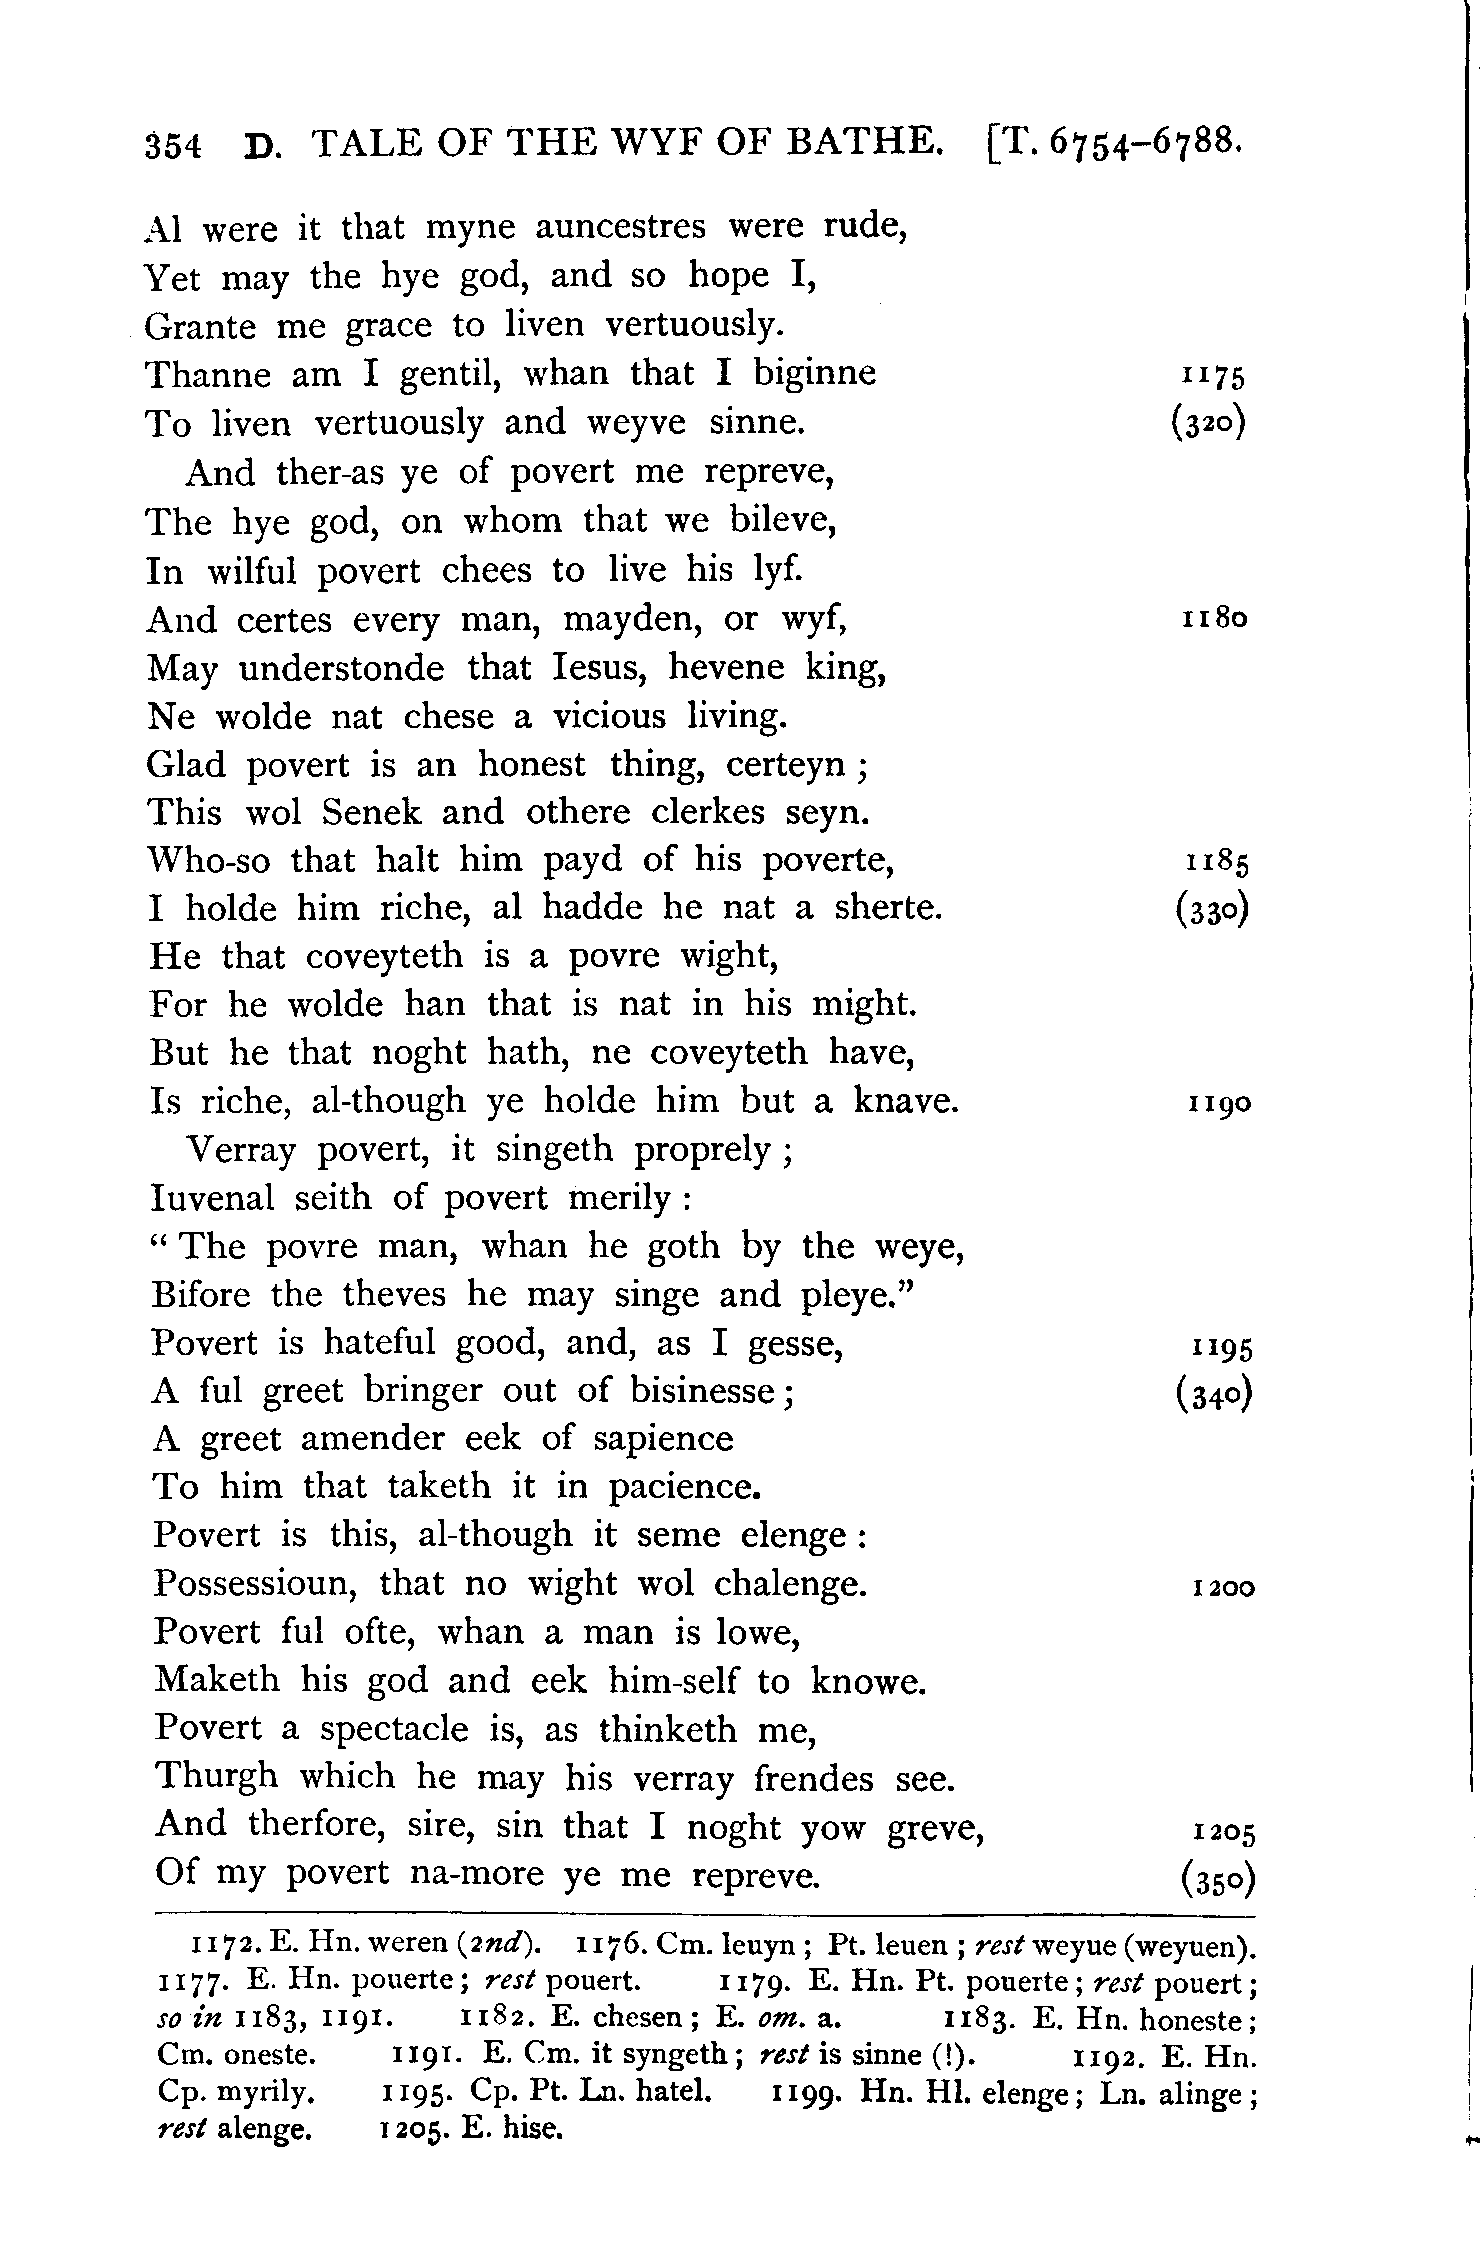 354 D. TALE OF THE WYF OF BATHE. [T. 6754–6788.
Al were it that myne auncestres were rude,
Yet may the hye god, and so hope I,
Grante me grace to liven vertuously.
Thanne am I gentil, whan that I biginne 1175
To liven vertuously and weyve sinne. (320)
And ther-as ye of povert me repreve,
The hye god, on whom that we bileve,
In wilful povert chees to live his lyf.
And certes every man, mayden, or wyf, 1180
May understonde that Iesus, hevene king,
Ne wolde nat chese a vicious living.
Glad povert is an honest thing, certeyn ;
This wol Senek and othere clerkes seyn.
Who-so that halt him payd of his poverte, 1185
I holde him riche, al hadde he nat a sherte. (330)
He that coveyteth is a povre wight,
For he wolde han that is nat in his might.
But he that noght hath, ne coveyteth have,
Is riche, al-though ye holde him but a knave. 1190
Verray povert, it singeth proprely ;
Iuvenal seith of povert merily :
“ The povre man, whan he goth by the weye,
Bifore the theves he may singe and pleye.”
Povert is hateful good, and, as I gesse, 1195
A ful greet bringer out of bisinesse ; (340)
A greet amender eek of sapience
To him that taketh it in pacience.
Povert is this, al-though it seme elenge :
Possessioun, that no wight wol chalenge. 1200
Povert ful ofte, whan a man is lowe,
Maketh his god and eek him-self to knowe.
Povert a spectacle is, as thinketh me,
Thurgh which he may his verray frendes see.
And therfore, sire, sin that I noght yow greve, 1205
Of my povert na-more ye me repreve. (350)
1172. E. Hn. weren (2nd). 1176. Cm. leuyn ; Pt. leuen ; rest weyue (weyuen).
1177. E. Hn. pouerte ; rest pouert. 1179. E. Hn. Pt. pouerte ; rest pouert ;
so in 1183, 1191. 1182. E. chesen ; E. om. a. 1183. E. Hn. honeste ;
Cm. oneste. 1191. E. Cm. it syngeth ; rest is sinne (!). 1192. E. Hn.
Cp. myrily. 1195. Cp. Pt. Ln. hatel. 1199. Hn. Hl. elenge ; Ln. alinge ;
rest alenge. 1205. E. hise.